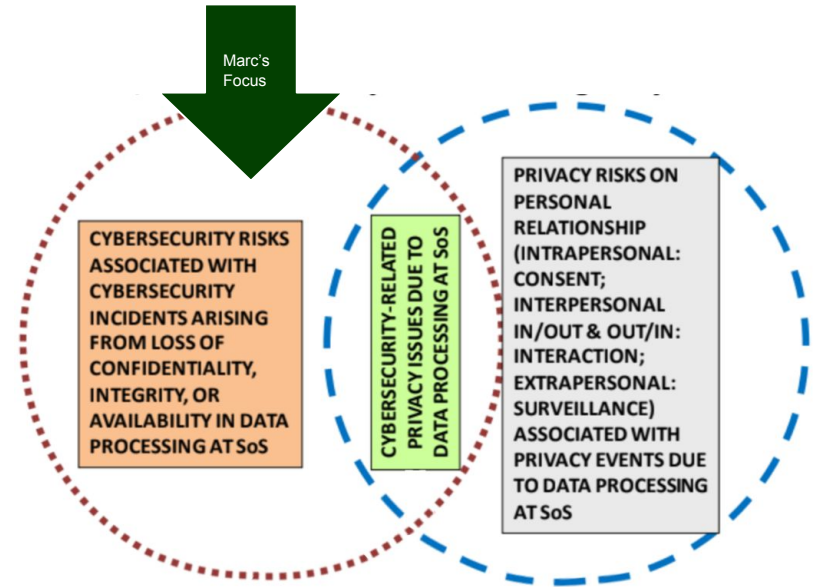 Marc's
Focus
CYBERSECURITY RISKS
ASSOCIATED WITH
CYBERSECURITY
INCIDENTS ARISING
FROM LOSS OF
CONFIDENTIALITY,
INTEGRITY, OR
AVAILABILITY IN DATA
PROCESSING AT SoS
CYBERSECURITY-RELATED
PRIVACY ISSUES DUE TO
DATA PROCESSING AT SoS
PRIVACY RISKS ON
PERSONAL
RELATIONSHIP
(INTRAPERSONAL:
CONSENT;
INTERPERSONAL
IN/OUT & OUT/IN:
INTERACTION;
EXTRAPERSONAL:
SURVEILLANCE)
ASSOCIATED WITH
PRIVACY EVENTS DUE
TO DATA PROCESSING
AT SoS